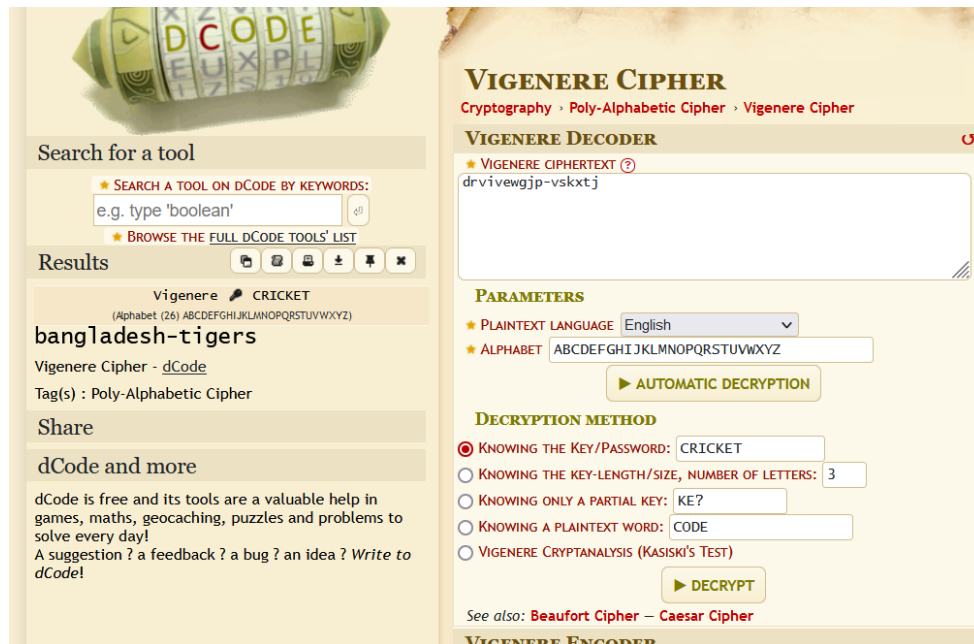 DCODE
Search for a tool
★ SEARCH A TOOL ON DCODE BY KEYWORDS:
e.g. type 'boolean'
★ BROWSE THE FULL DCODE TOOLS' LIST
Results
Vigenere CRICKET
(Alphabet (26) ABCDEFGHIJKLMNOPQRSTUVWXYZ)
bangladesh-tigers
Vigenere Cipher - dCode
Tag(s) : Poly-Alphabetic Cipher
Share
dCode and more
dCode is free and its tools are a valuable help in
games, maths, geocaching, puzzles and problems to
solve every day!
A suggestion ? a feedback ? a bug ? an idea ? Write to
dCode!
VIGENERE CIPHER
Cryptography › Poly-Alphabetic Cipher › Vigenere Cipher
VIGENERE DECODER
★ VIGENERE CIPHERTEXT ?
drvivewgjp-vskxtj
PARAMETERS
★ PLAINTEXT LANGUAGE English
★ ALPHABET ABCDEFGHIJKLMNOPQRSTUVWXYZ
▶ AUTOMATIC DECRYPTION
DECRYPTION METHOD
KNOWING THE KEY/PASSWORD: CRICKET
KNOWING THE KEY-LENGTH/SIZE, NUMBER OF LETTERS: 3
KNOWING ONLY A PARTIAL KEY: KE?
KNOWING A PLAINTEXT WORD: CODE
VIGENERE CRYPTANALYSIS (KASISKI'S TEST)
▶ DECRYPT
See also: Beaufort Cipher — Caesar Cipher
VIGENERE ENCODER